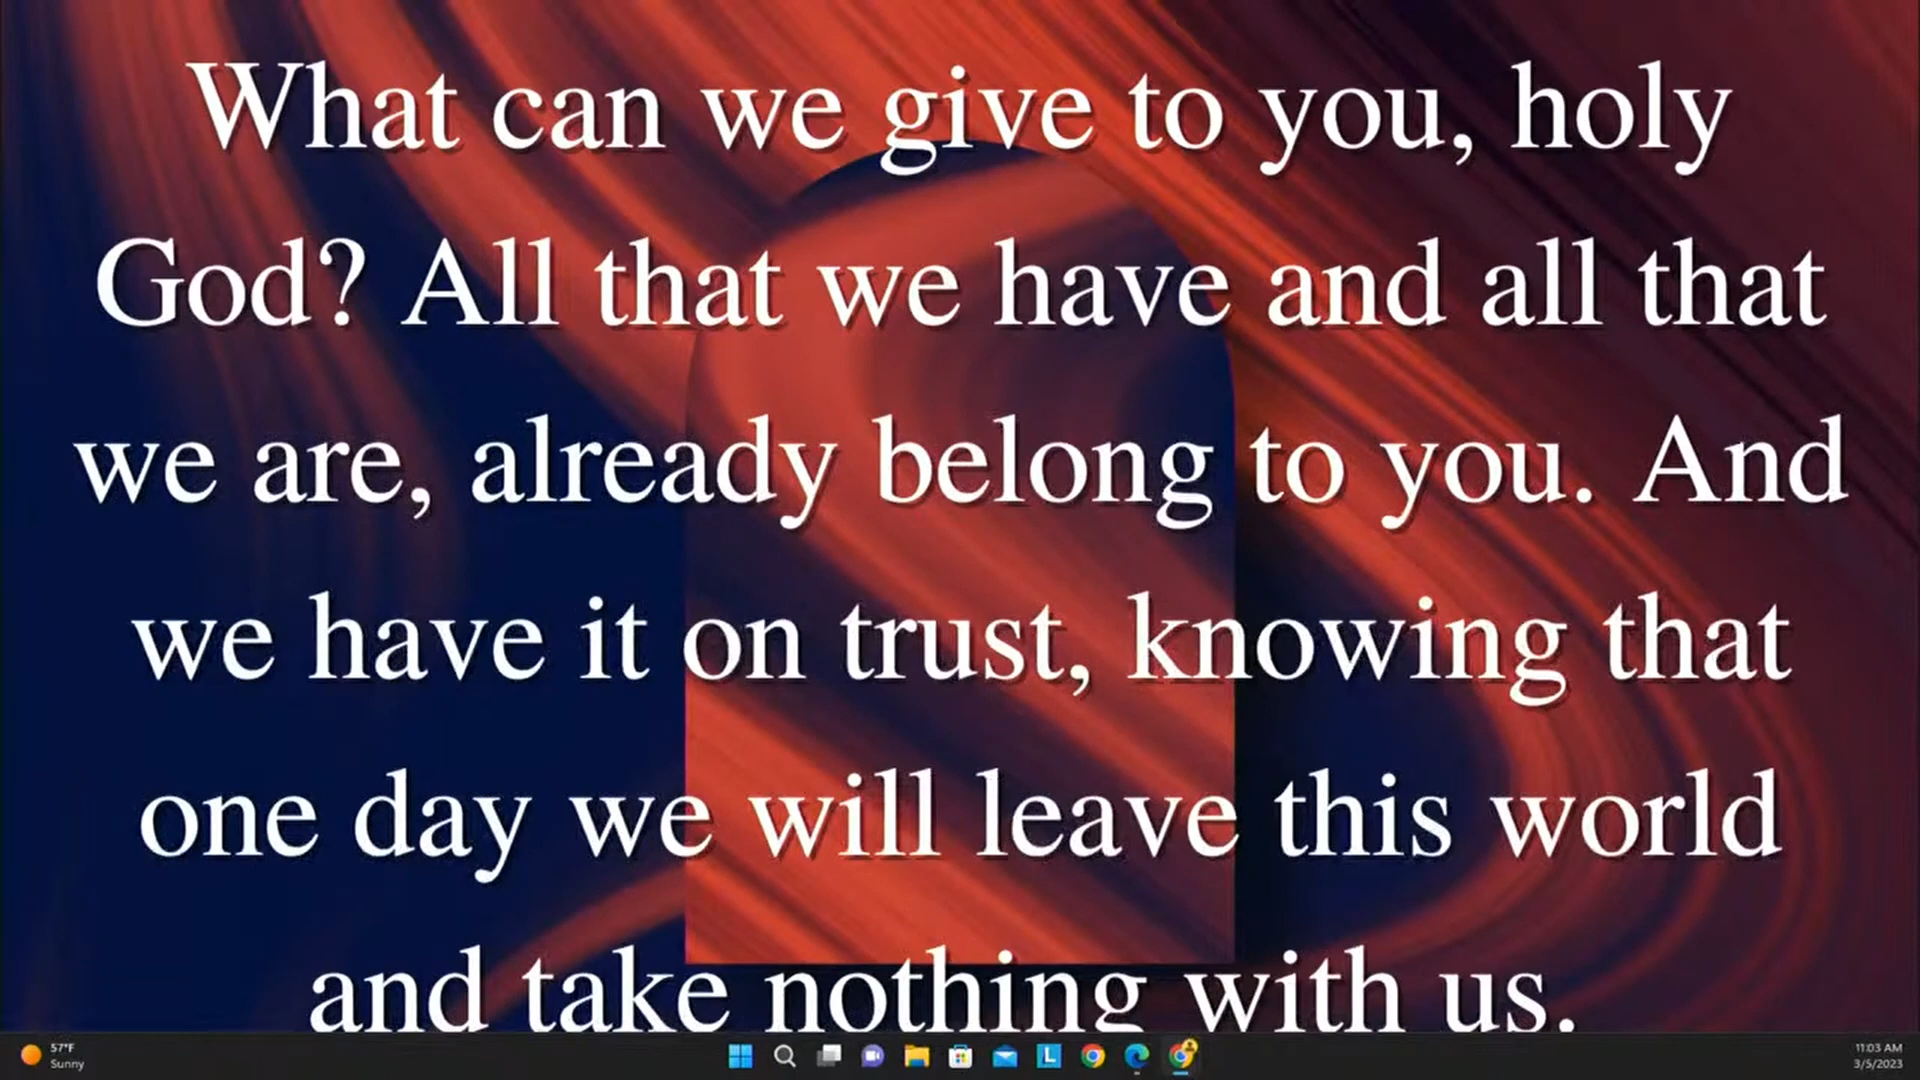 What can we give to you, holy
God? All that we have and all that
we are, already belong to you. And
we have it on trust, knowing that
one day we will leave this world
and take nothing with us.
57°F
Sunny
L
11:03 AM
3/5/2023